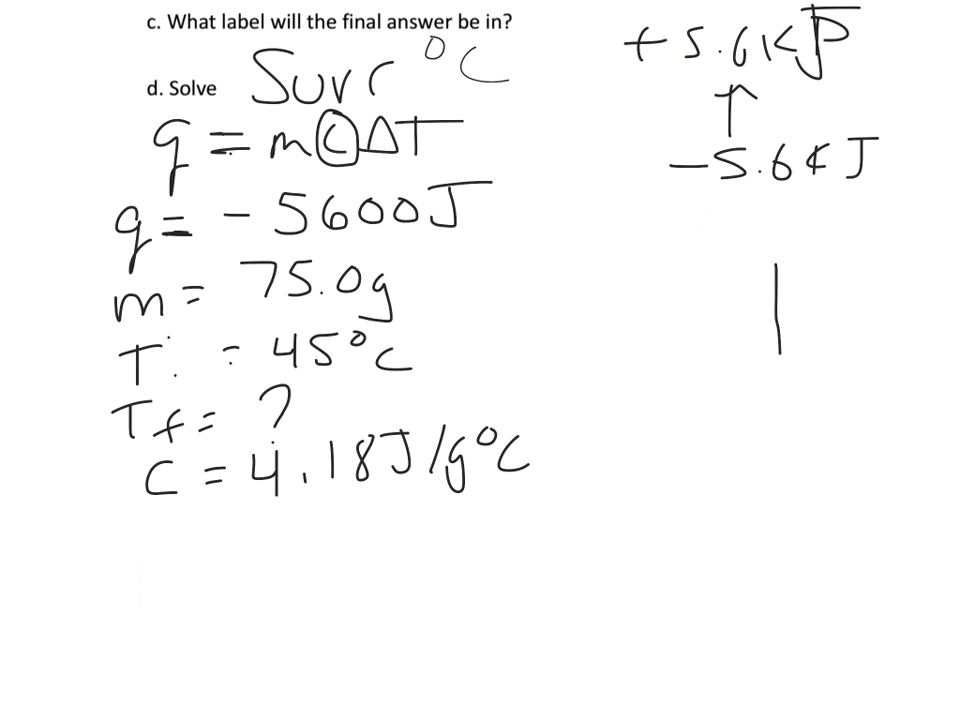 c. What label will the final answer be in?
°C
d. Solve
Surr
+5.6KJ
↑
-5.6KJ
q = mC∆T
q = -5600J
m = 75.0g
Ti = 45°C
Tf = ?
C = 4.18J/g°C
|